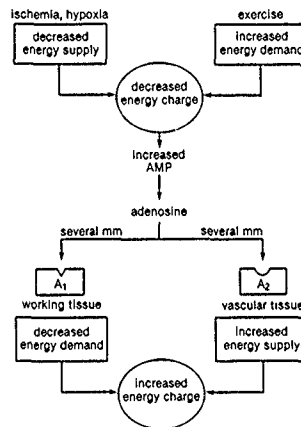 ischemia, hypoxia
exercise
decreased
energy supply
increased
energy demand
decreased
energy charge
increased
AMP
adenosine
several mm
several mm
A1
A2
working tissue
vascular tissue
decreased
energy demand
increased
energy supply
increased
energy charge